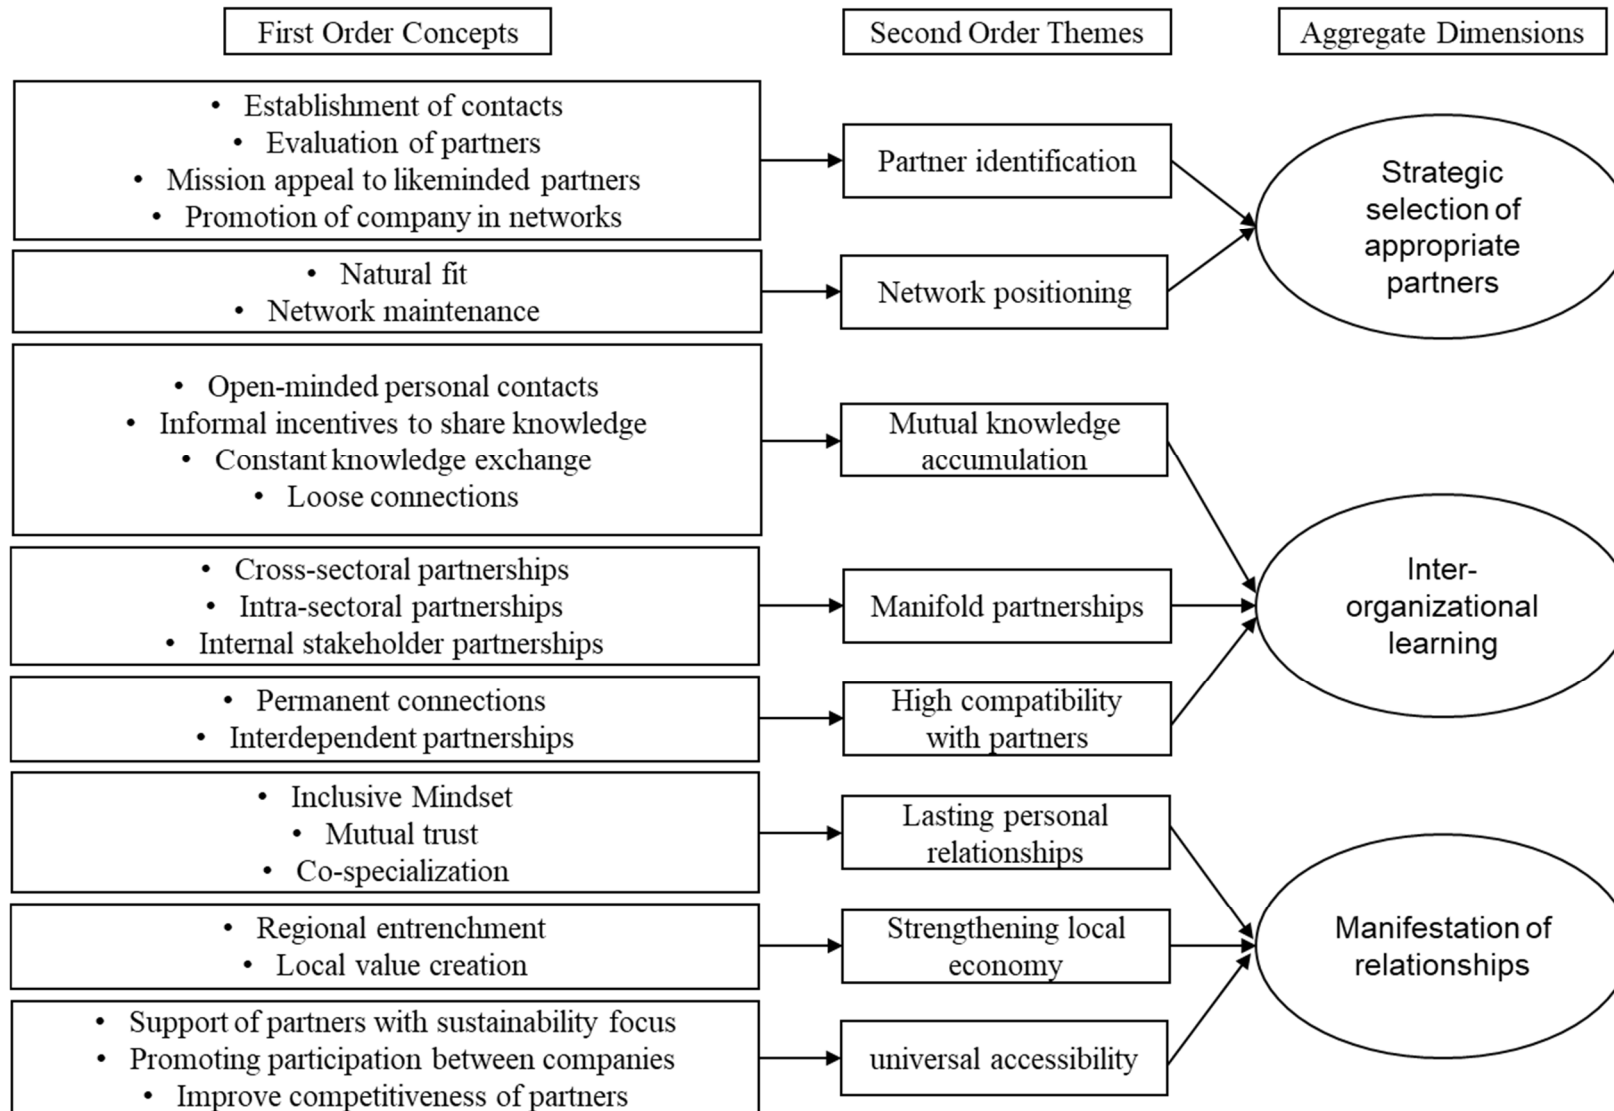 First Order Concepts
Second Order Themes
Aggregate Dimensions
• Establishment of contacts
• Evaluation of partners
• Mission appeal to likeminded partners
• Promotion of company in networks
Partner identification
• Natural fit
• Network maintenance
Network positioning
Strategic
selection of
appropriate
partners
• Open-minded personal contacts
• Informal incentives to share knowledge
• Constant knowledge exchange
• Loose connections
Mutual knowledge
accumulation
• Cross-sectoral partnerships
• Intra-sectoral partnerships
• Internal stakeholder partnerships
Manifold partnerships
• Permanent connections
• Interdependent partnerships
High compatibility
with partners
Inter-
organizational
learning
• Inclusive Mindset
• Mutual trust
• Co-specialization
Lasting personal
relationships
• Regional entrenchment
• Local value creation
Strengthening local
economy
• Support of partners with sustainability focus
• Promoting participation between companies
• Improve competitiveness of partners
universal accessibility
Manifestation of
relationships